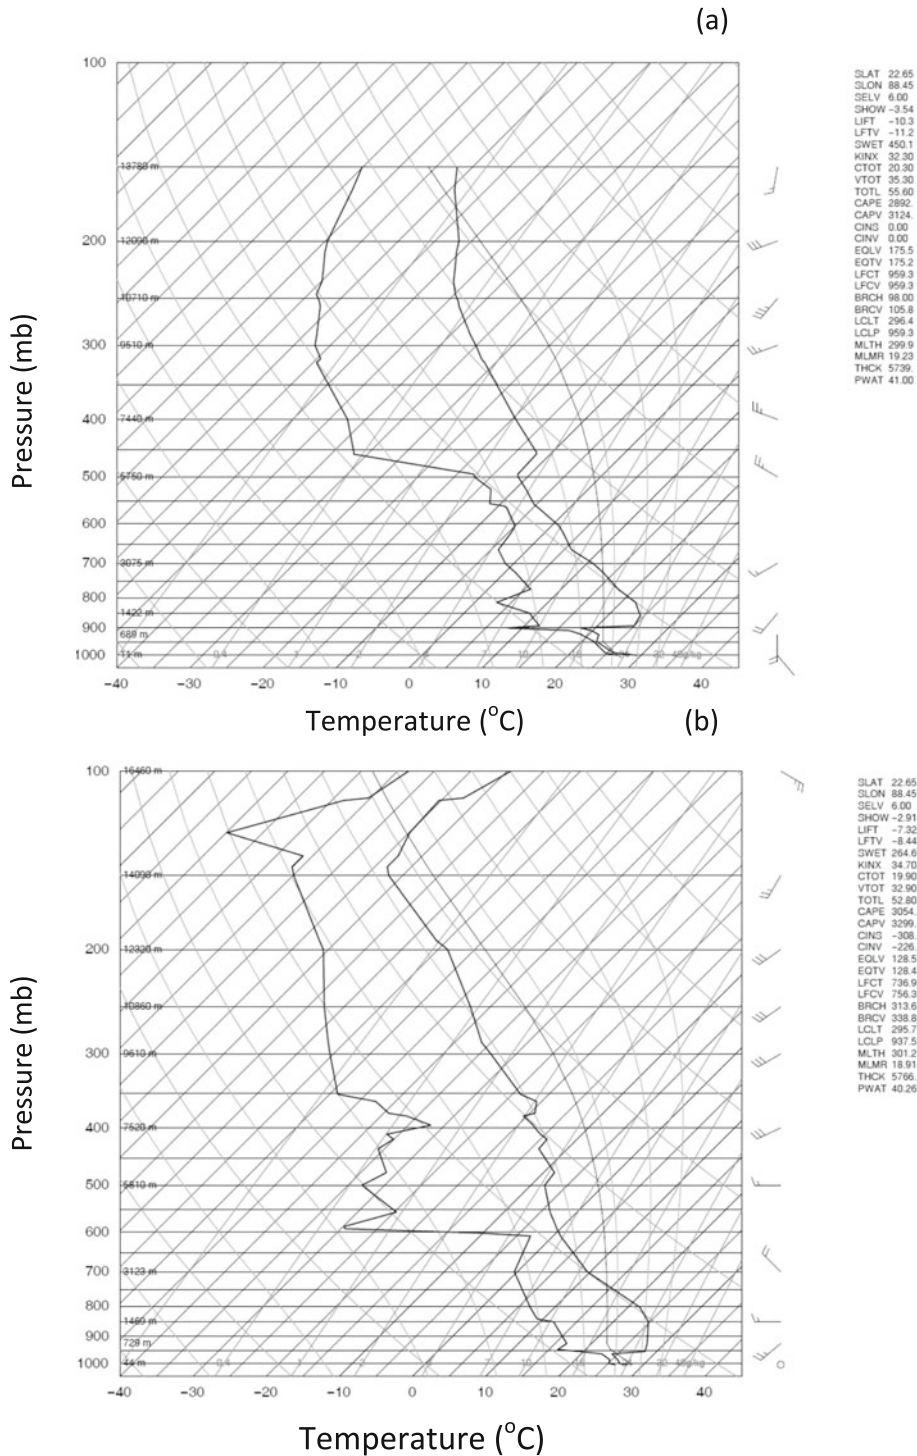 (a)
100
13780 m
200
12090 m
10710 m
300
9510 m
400
7440 m
500
5750 m
600
700
3075 m
800
1422 m
900
689 m
1000
11 m
-40 -30 -20 -10 0 10 20 30 40
Pressure (mb)
Temperature (°C)
SLAT 22.65
SLON 88.45
SELV 6.00
SHOW -3.54
LIFT -10.3
LFTV -11.2
SWET 450.1
KINX 32.30
CTOT 20.30
VTOT 35.30
TOTL 55.60
CAPE 2892.
CAPV 3124.
CINS 0.00
CINV 0.00
EQLV 175.5
EQTV 175.2
LFCT 959.3
LFCV 959.3
BRCH 98.00
BRCV 105.8
LCLT 296.4
LCLP 959.3
MLTH 299.9
MLMR 19.23
THCK 5739.
PWAT 41.00
(b)
100
16460 m
14090 m
200
12320 m
10860 m
300
9610 m
400
7520 m
500
5810 m
600
700
3123 m
800
1460 m
900
729 m
1000
44 m
-40 -30 -20 -10 0 10 20 30 40
Pressure (mb)
Temperature (°C)
SLAT 22.65
SLON 88.45
SELV 6.00
SHOW -2.91
LIFT -7.32
LFTV -8.44
SWET 264.6
KINX 34.70
CTOT 19.90
VTOT 32.90
TOTL 52.80
CAPE 3054.
CAPV 3299.
CINS -308.
CINV -226.
EQLV 128.5
EQTV 128.4
LFCT 736.9
LFCV 756.3
BRCH 313.6
BRCV 338.8
LCLT 295.7
LCLP 937.5
MLTH 301.2
MLMR 18.91
THCK 5766.
PWAT 40.26